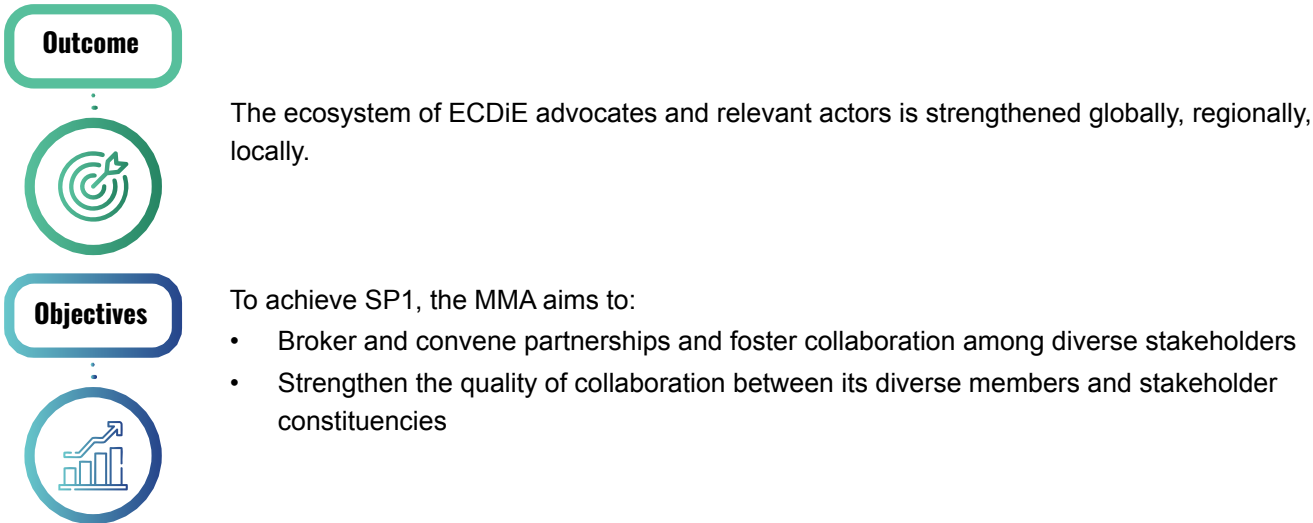 Outcome
The ecosystem of ECDiE advocates and relevant actors is strengthened globally, regionally,
locally.
Objectives
To achieve SP1, the MMA aims to:
• Broker and convene partnerships and foster collaboration among diverse stakeholders
• Strengthen the quality of collaboration between its diverse members and stakeholder
constituencies